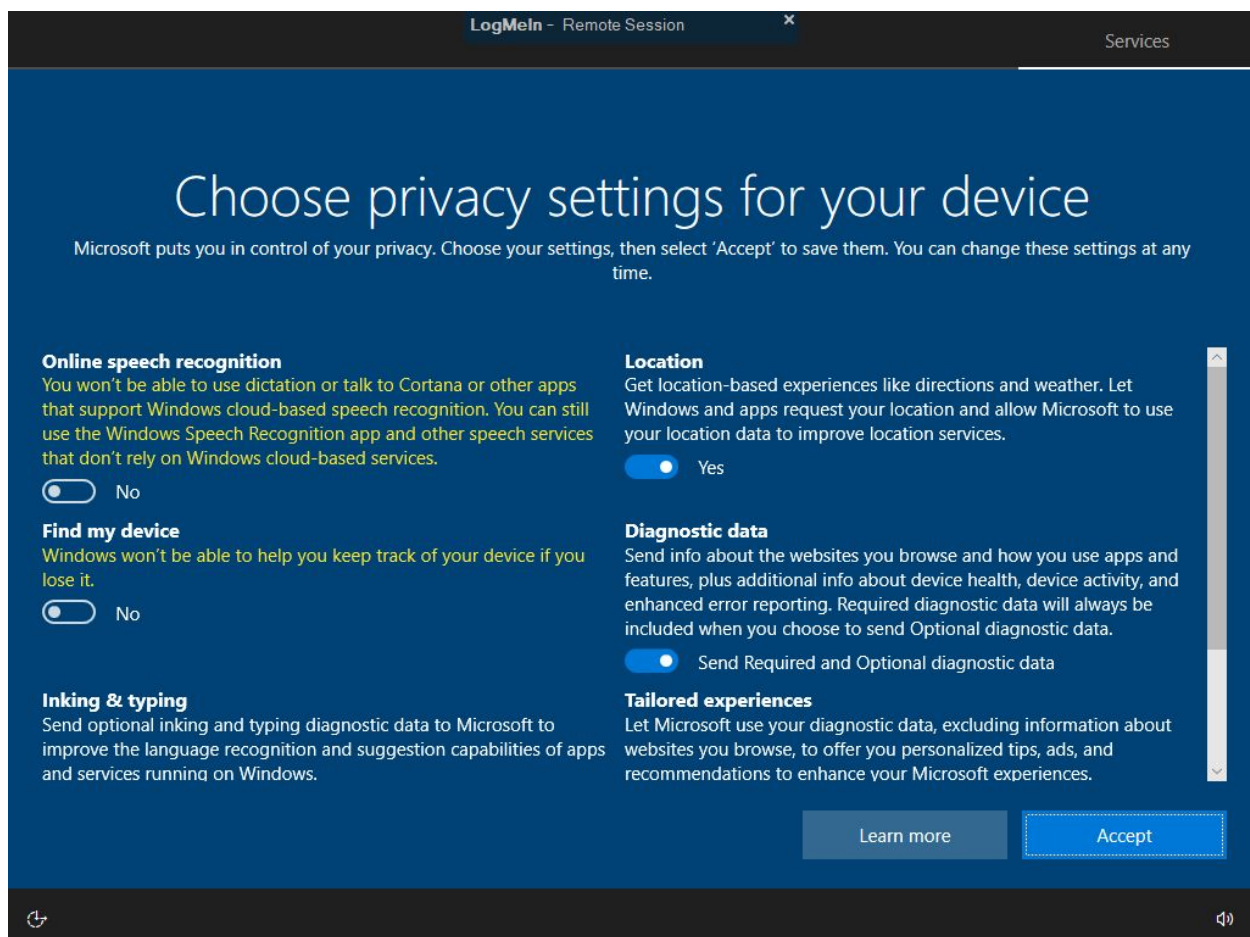 LogMeIn - Remote Session ×
Services
Choose privacy settings for your device
Microsoft puts you in control of your privacy. Choose your settings, then select ‘Accept’ to save them. You can change these settings at any
time.
Online speech recognition
You won’t be able to use dictation or talk to Cortana or other apps
that support Windows cloud-based speech recognition. You can still
use the Windows Speech Recognition app and other speech services
that don’t rely on Windows cloud-based services.
No
Location
Get location-based experiences like directions and weather. Let
Windows and apps request your location and allow Microsoft to use
your location data to improve location services.
Yes
Find my device
Windows won’t be able to help you keep track of your device if you
lose it.
No
Diagnostic data
Send info about the websites you browse and how you use apps and
features, plus additional info about device health, device activity, and
enhanced error reporting. Required diagnostic data will always be
included when you choose to send Optional diagnostic data.
Send Required and Optional diagnostic data
Inking & typing
Send optional inking and typing diagnostic data to Microsoft to
improve the language recognition and suggestion capabilities of apps
and services running on Windows.
Tailored experiences
Let Microsoft use your diagnostic data, excluding information about
websites you browse, to offer you personalized tips, ads, and
recommendations to enhance your Microsoft experiences.
Learn more
Accept